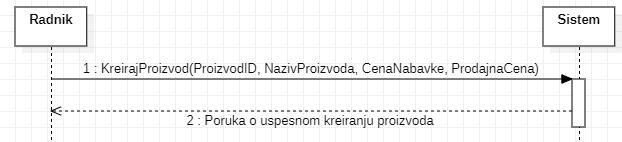 Radnik
Sistem
1 : KreirajProizvod(ProizvodID, NazivProizvoda, CenaNabavke, ProdajnaCena)
2 : Poruka o uspesnom kreiranju proizvoda